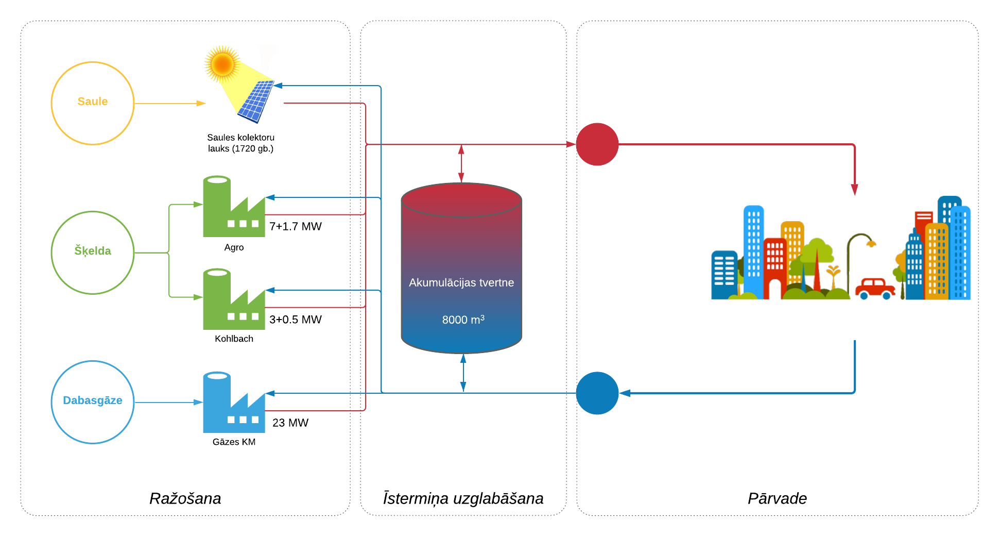 Saule
Saules kolektoru
lauks (1720 gb.)
Šķelda
7+1.7 MW
Agro
3+0.5 MW
Kohlbach
Dabasgāze
23 MW
Gāzes KM
Ražošana
Akumulācijas tvertne
8000 m³
Īstermiņa uzglabāšana
Pārvade